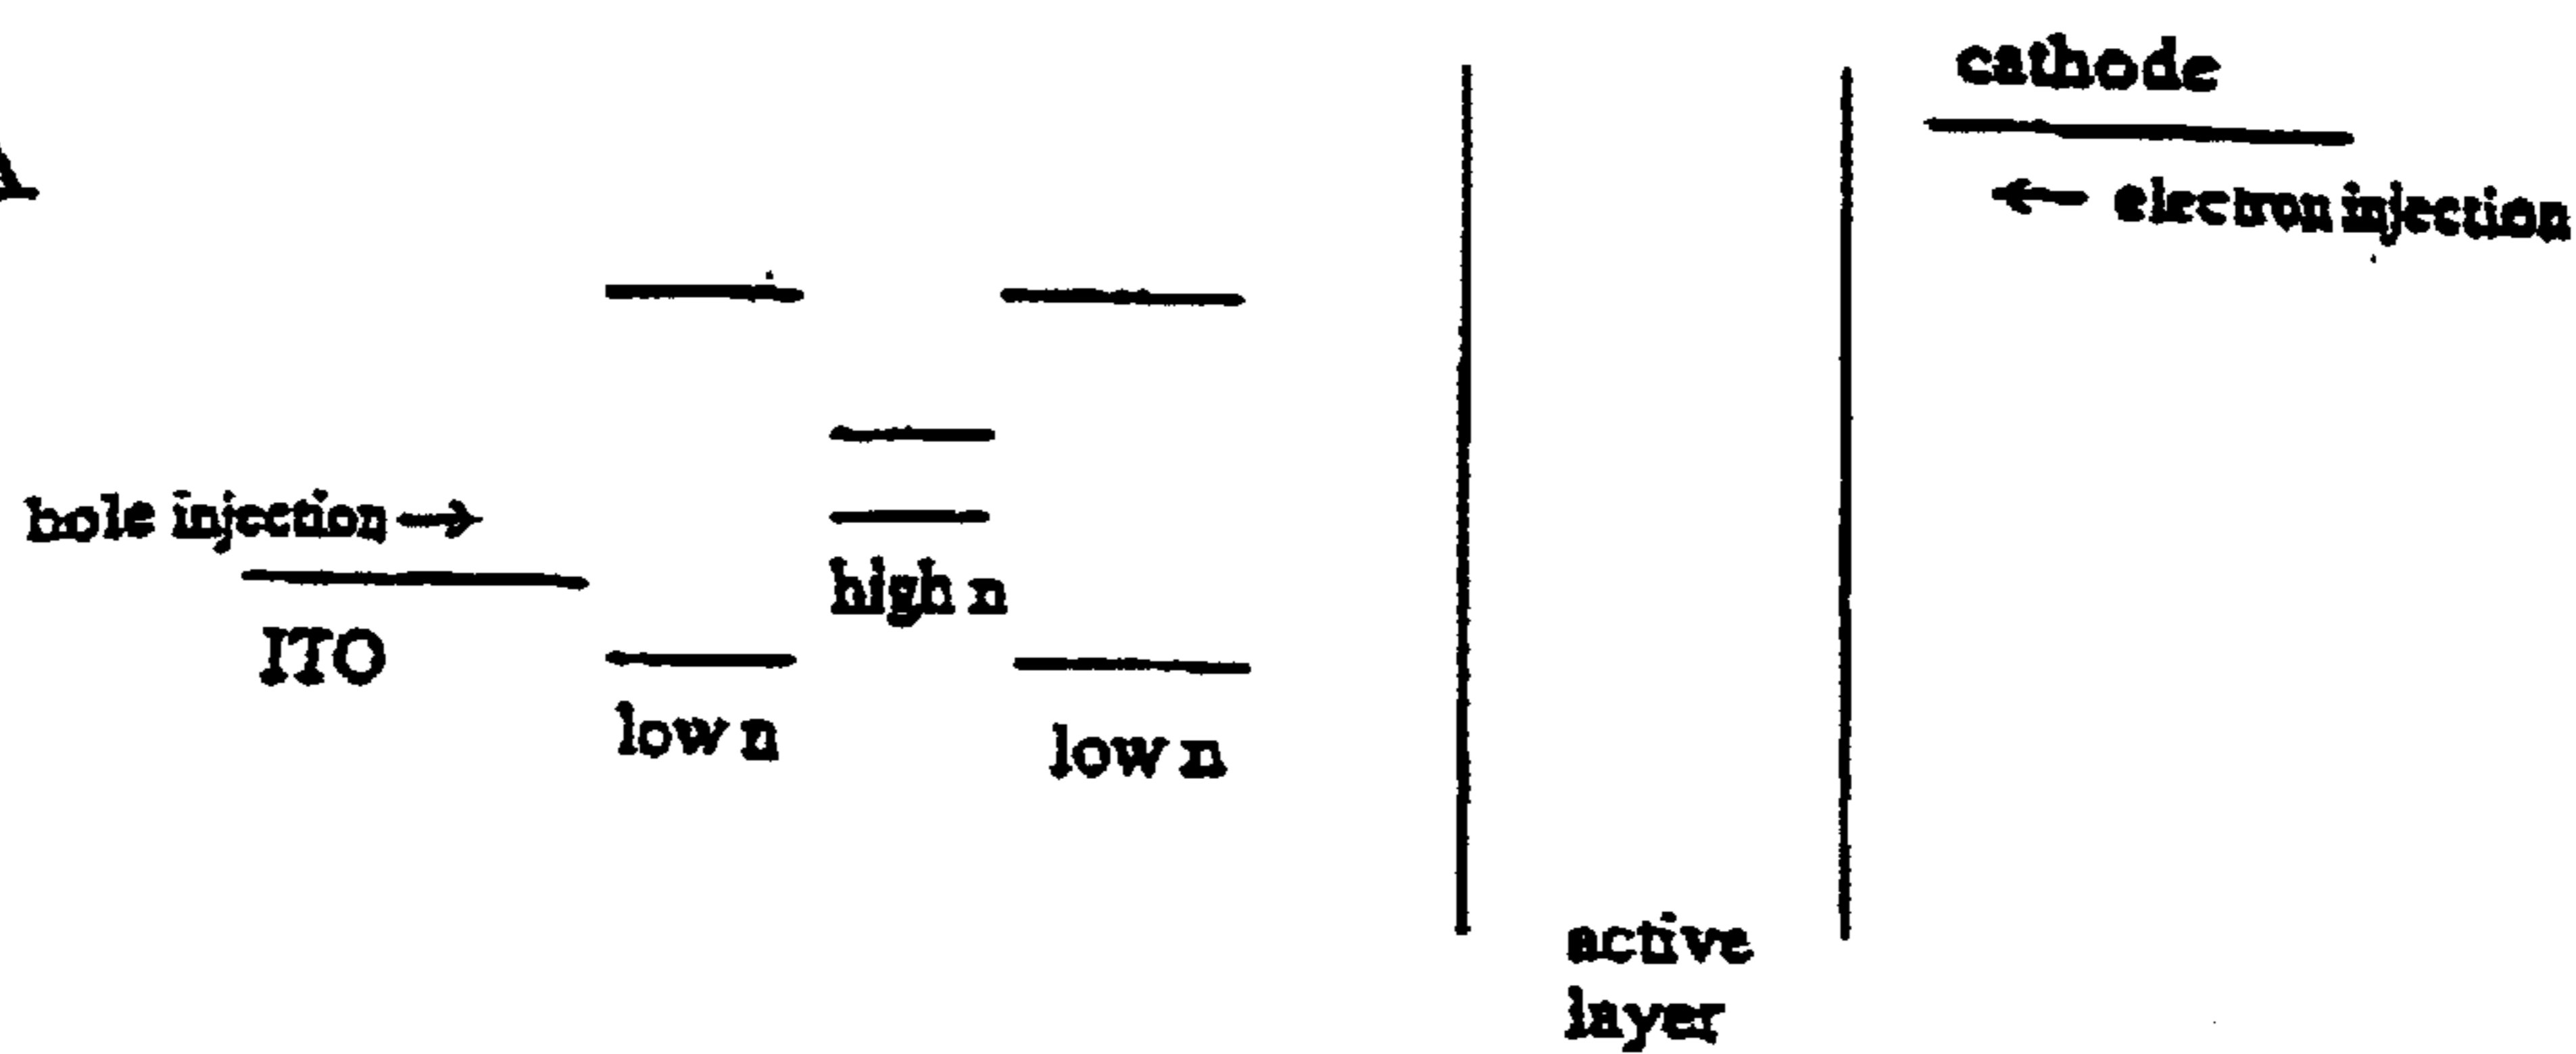 A
cathode
← electron injection
hole injection →
ITO
high n
low n
low n
active
layer